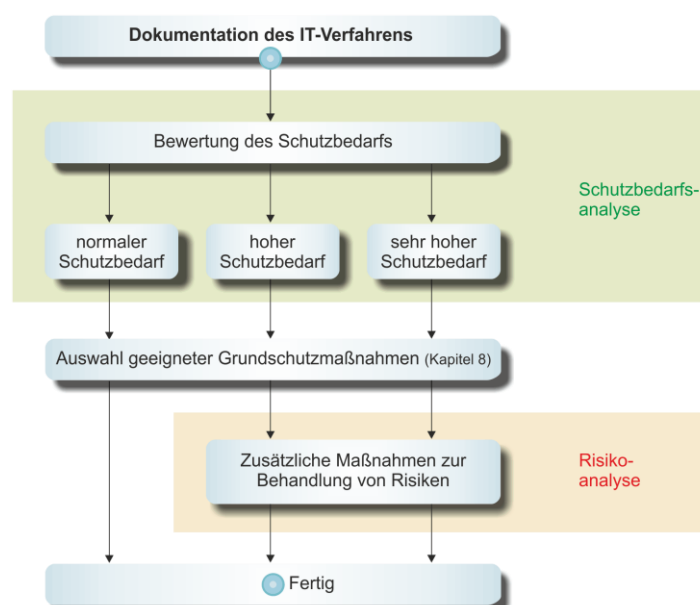 Dokumentation des IT-Verfahrens
Bewertung des Schutzbedarfs
Schutzbedarfs-
analyse
normaler
Schutzbedarf
hoher
Schutzbedarf
sehr hoher
Schutzbedarf
Auswahl geeigneter Grundschutzmaßnahmen (Kapitel 8)
Zusätzliche Maßnahmen zur
Behandlung von Risiken
Risiko-
analyse
Fertig